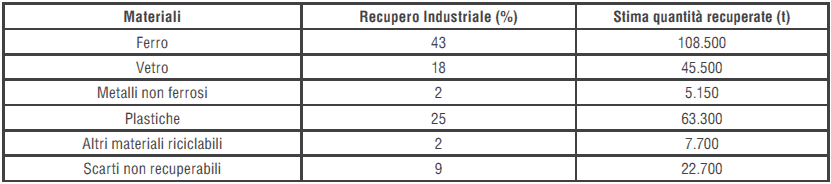 Materiali Recupero Industriale (%) Stima quantità recuperate (t)
Ferro 43 108.500
Vetro 18 45.500
Metalli non ferrosi 2 5.150
Plastiche 25 63.300
Altri materiali riciclabili 2 7.700
Scarti non recuperabili 9 22.700